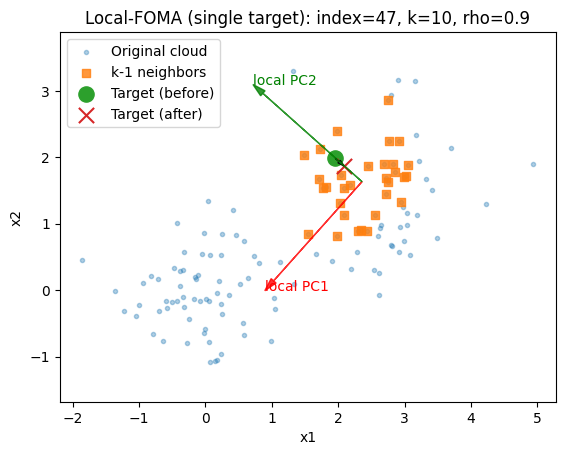 Local-FOMA (single target): index=47, k=10, rho=0.9
Original cloud
k-1 neighbors
Target (before)
Target (after)
local PC2
local PC1
x2
3
2
1
0
−1
−2
−1
0
1
2
3
4
5
x1